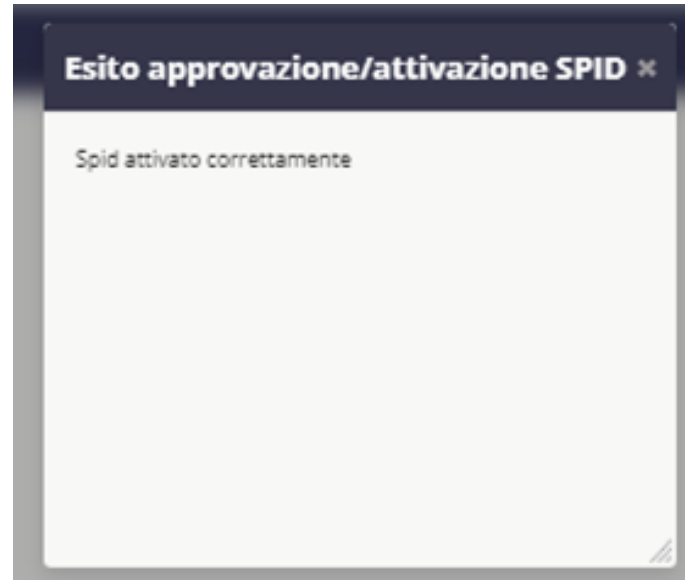 Esito approvazione/attivazione SPID ×
Spid attivato correttamente